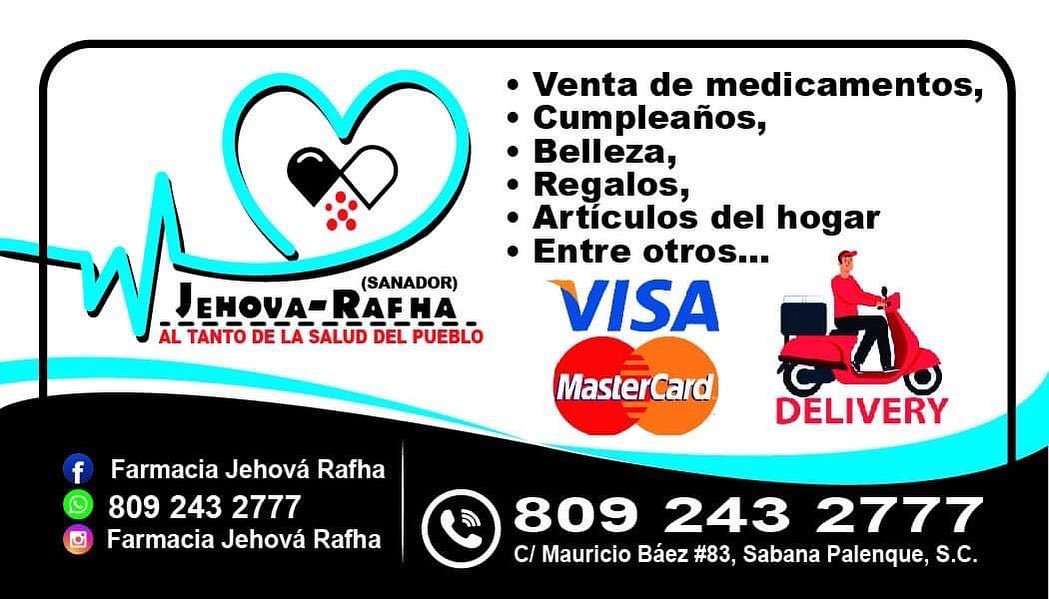 (SANADOR)
JEHOVA-RAFHA
AL TANTO DE LA SALUD DEL PUEBLO
• Venta de medicamentos,
• Cumpleaños,
• Belleza,
• Regalos,
• Artículos del hogar
• Entre otros...
VISA
MasterCard
DELIVERY
Farmacia Jehová Rafha
809 243 2777
Farmacia Jehová Rafha
809 243 2777
C/ Mauricio Báez #83, Sabana Palenque, S.C.